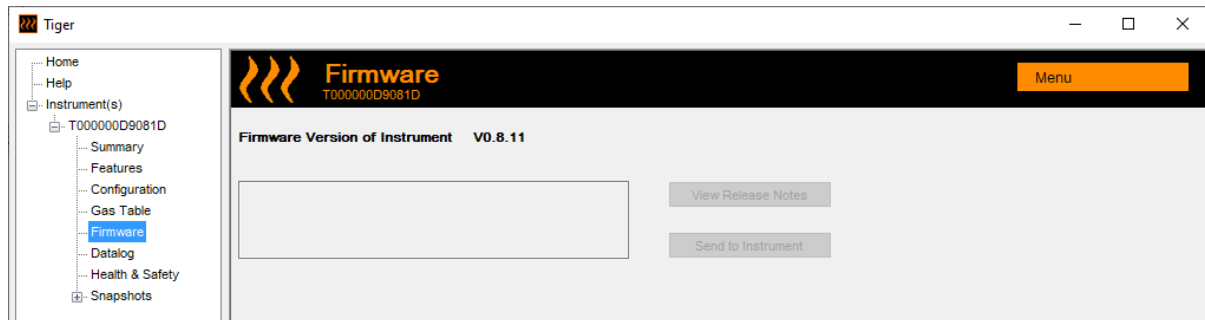 Tiger
Home
Help
Instrument(s)
T000000D9081D
Summary
Features
Configuration
Gas Table
Firmware
Datalog
Health & Safety
Snapshots
Firmware
T000000D9081D
Menu
Firmware Version of Instrument V0.8.11
View Release Notes
Send to Instrument